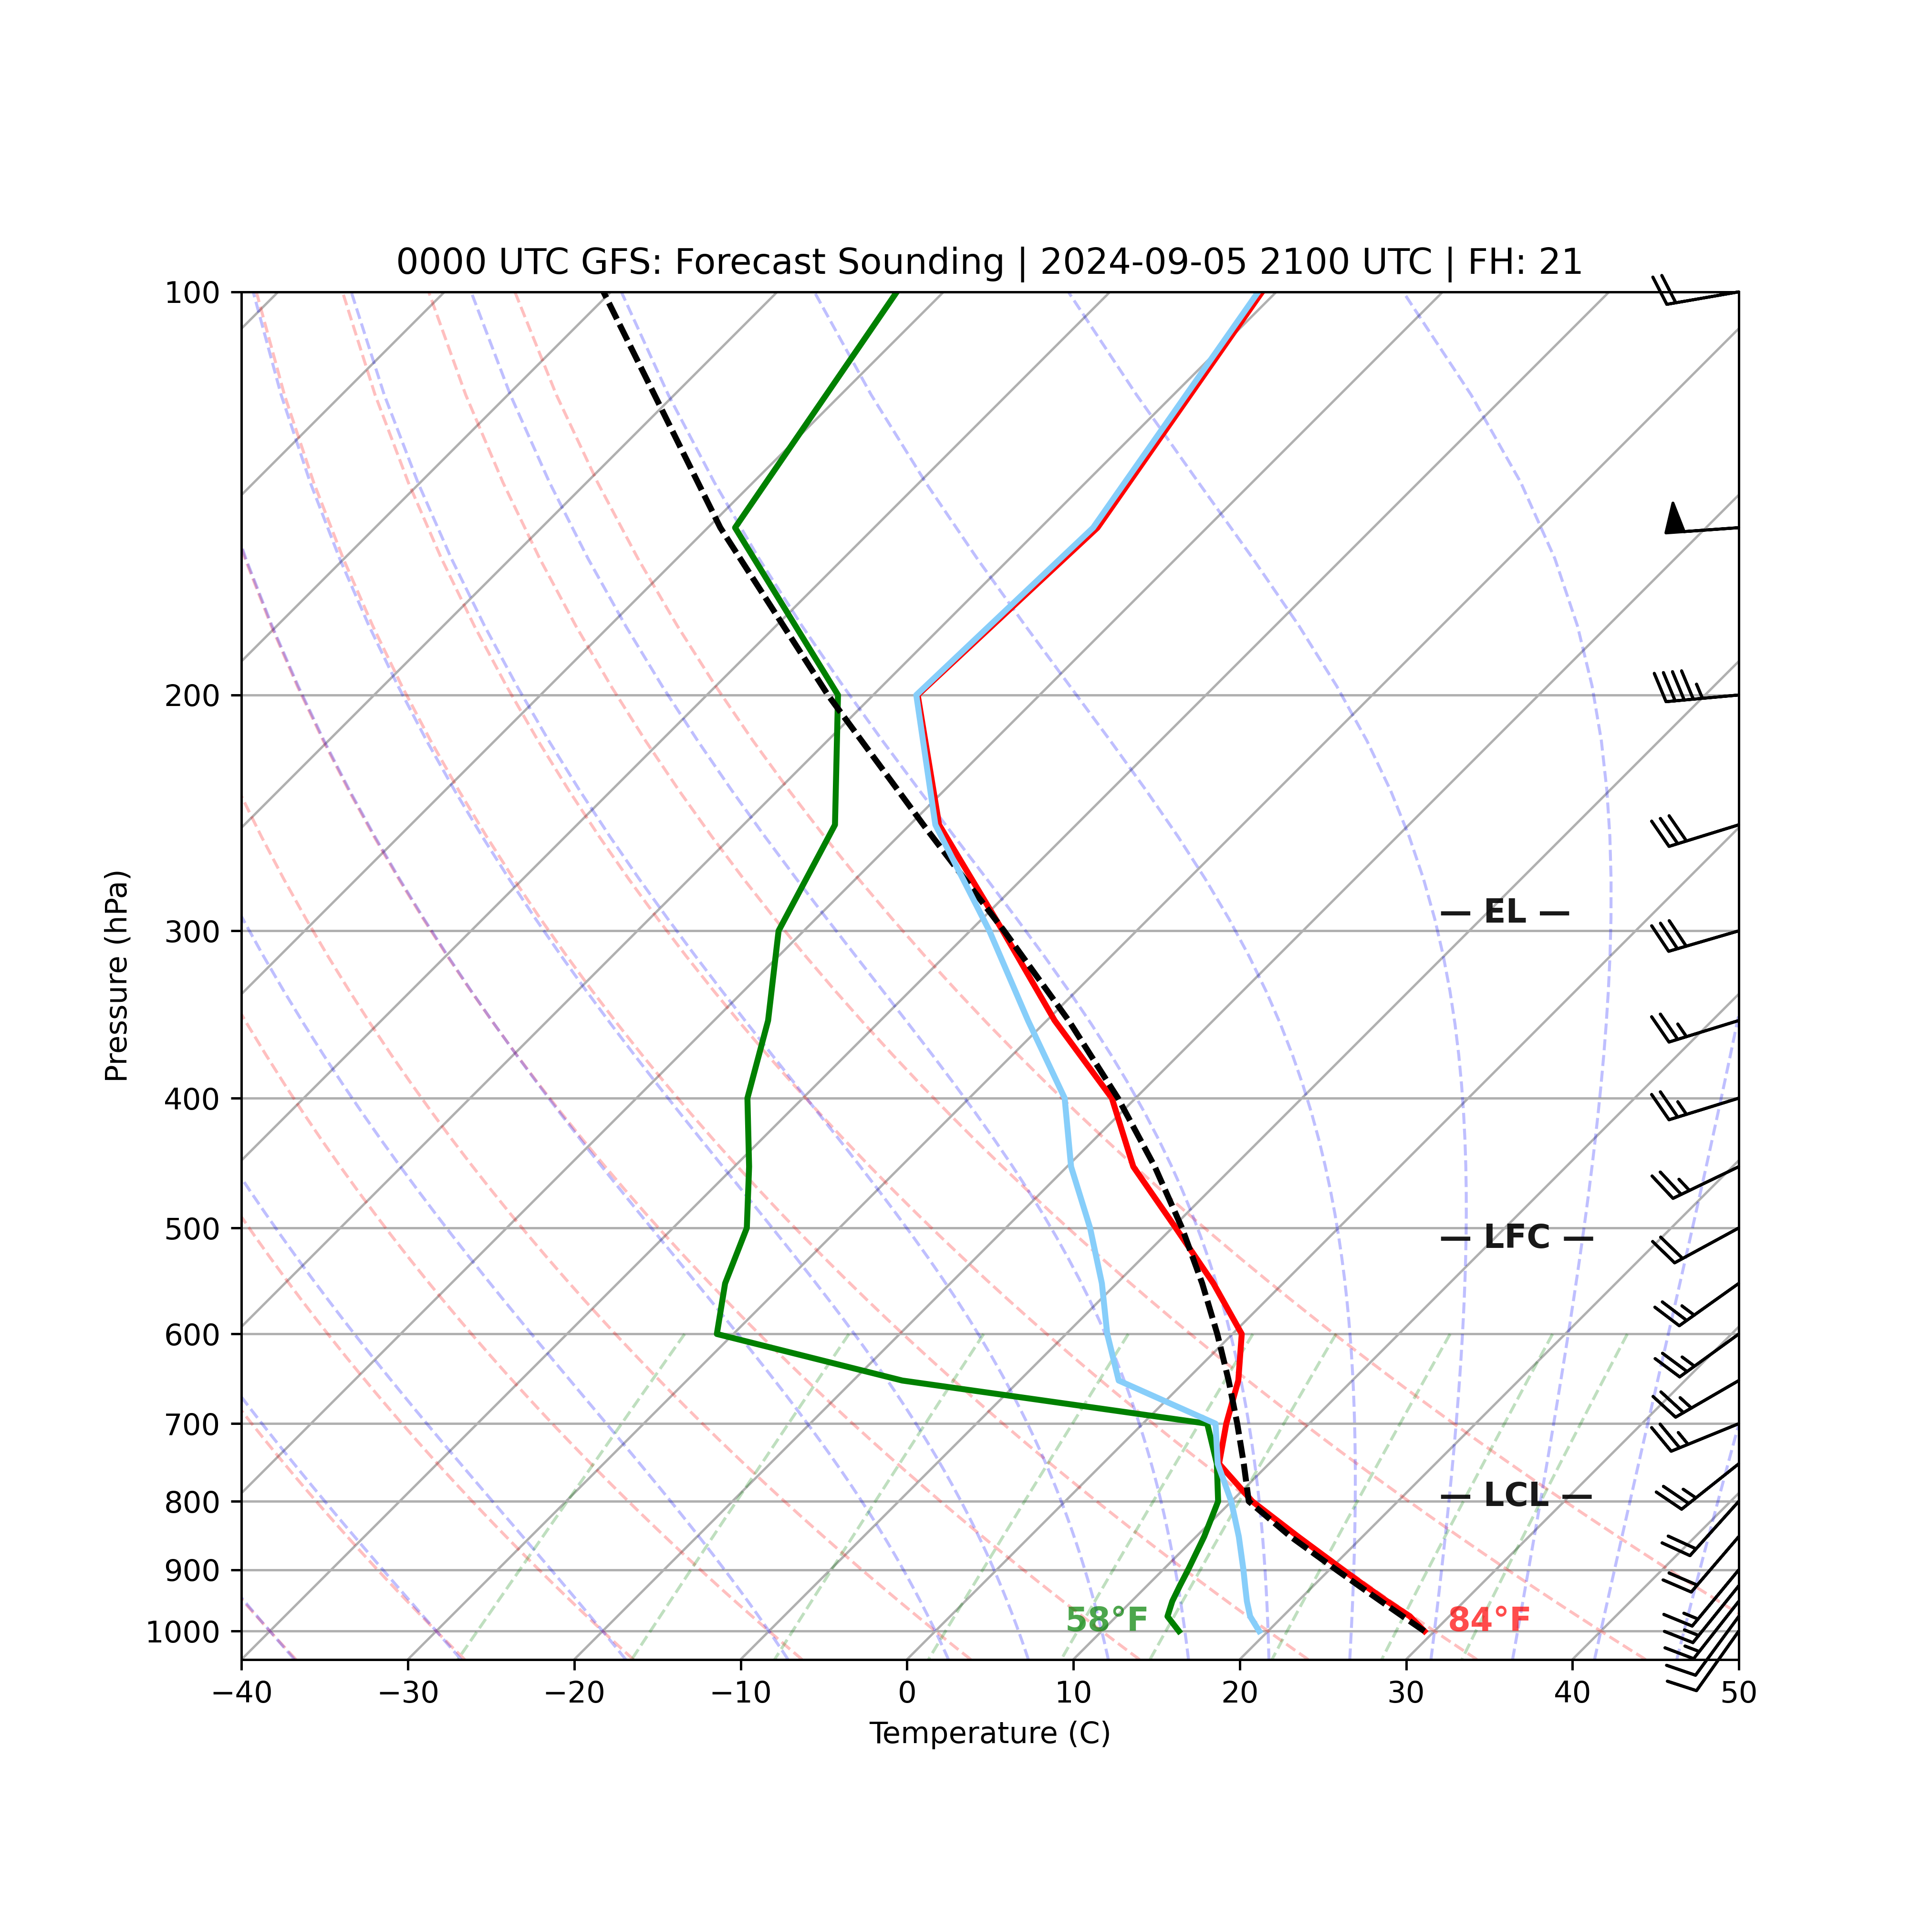 0000 UTC GFS: Forecast Sounding | 2024-09-05 2100 UTC | FH: 21
100
200
300
400
500
600
700
800
900
1000
Pressure (hPa)
— EL —
— LFC —
— LCL —
58°F
84°F
−40 −30 −20 −10 0 10 20 30 40 50
Temperature (C)